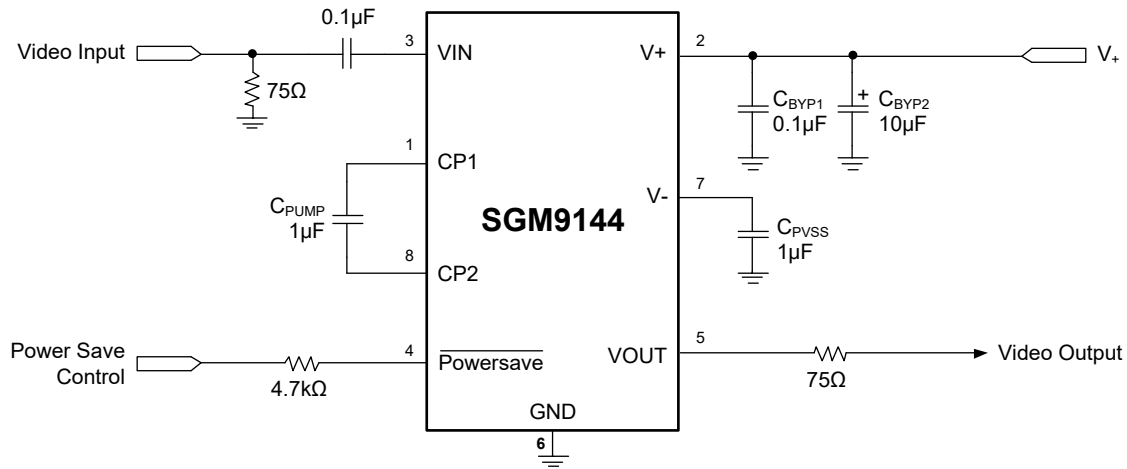 0.1µF
Video Input
3
VIN
V+
2
V+
75Ω
CBYP1
0.1µF
+
CBYP2
10µF
1
CP1
CPUMP
1µF
8
CP2
V-
7
CPVSS
1µF
SGM9144
Power Save
Control
4.7kΩ
4
Powersave
VOUT
5
75Ω
Video Output
GND
6